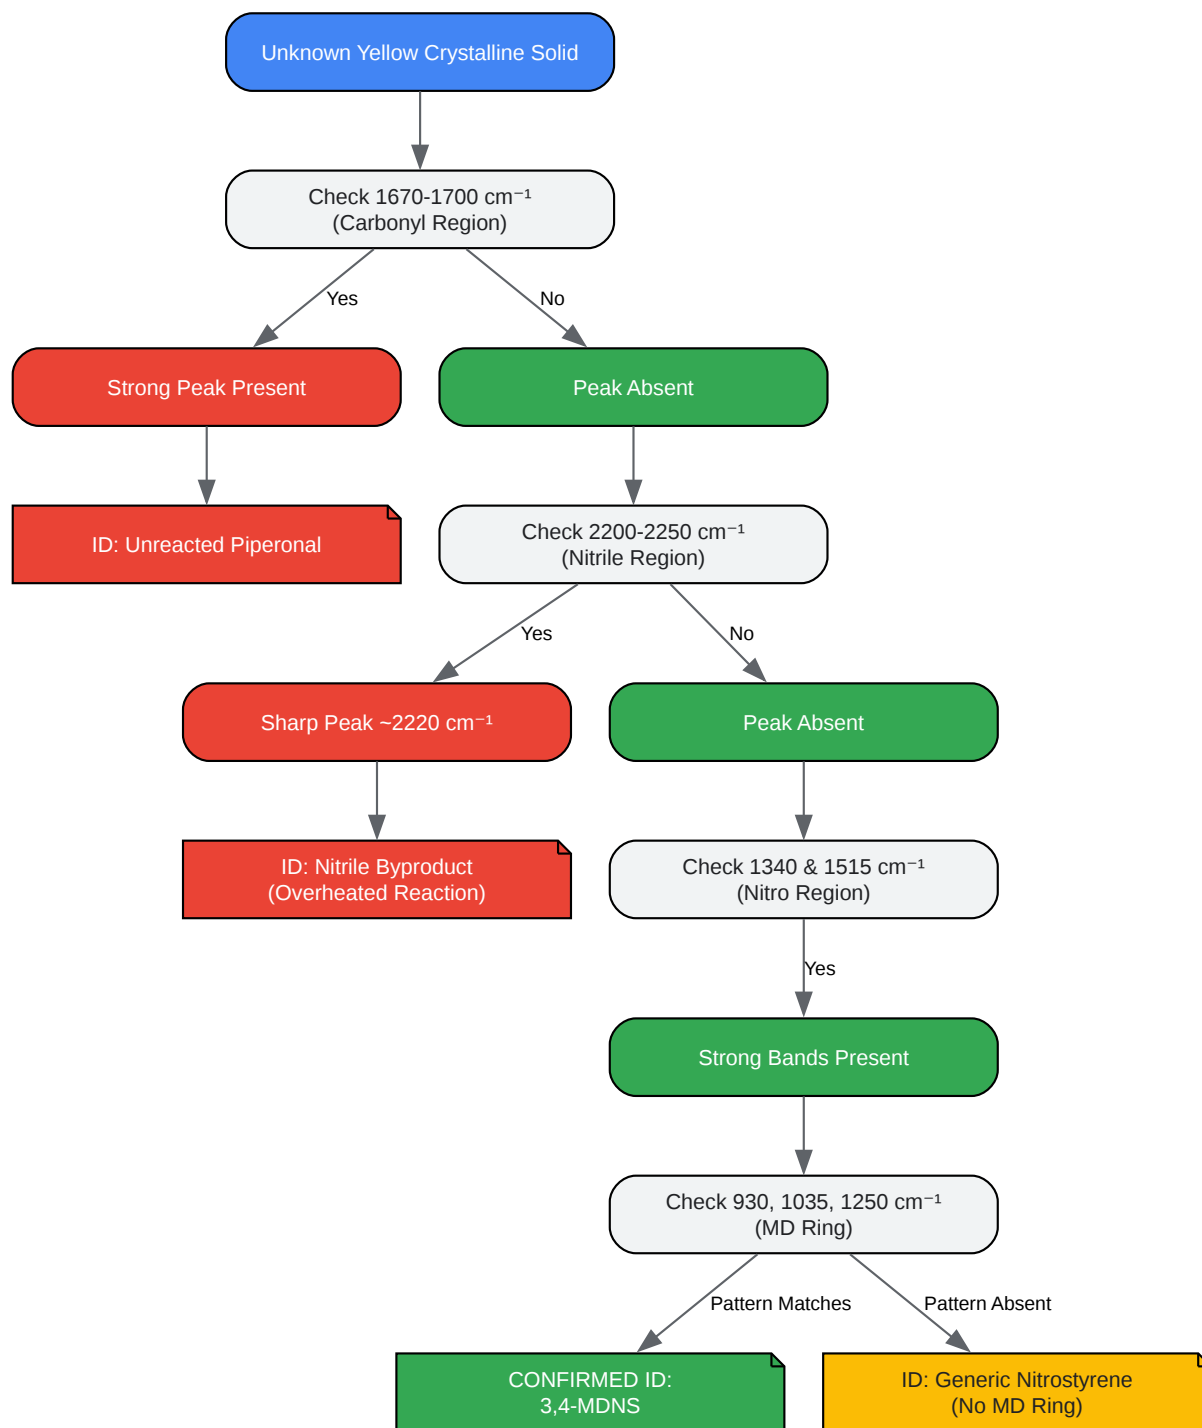 Unknown Yellow Crystalline Solid
Check 1670-1700 cm⁻¹
(Carbonyl Region)
Yes
No
Strong Peak Present
Peak Absent
ID: Unreacted Piperonal
Check 2200-2250 cm⁻¹
(Nitrile Region)
Yes
No
Sharp Peak ~2220 cm⁻¹
Peak Absent
ID: Nitrile Byproduct
(Overheated Reaction)
Check 1340 & 1515 cm⁻¹
(Nitro Region)
Yes
Strong Bands Present
Check 930, 1035, 1250 cm⁻¹
(MD Ring)
Pattern Matches
Pattern Absent
CONFIRMED ID:
3,4-MDNS
ID: Generic Nitrostyrene
(No MD Ring)